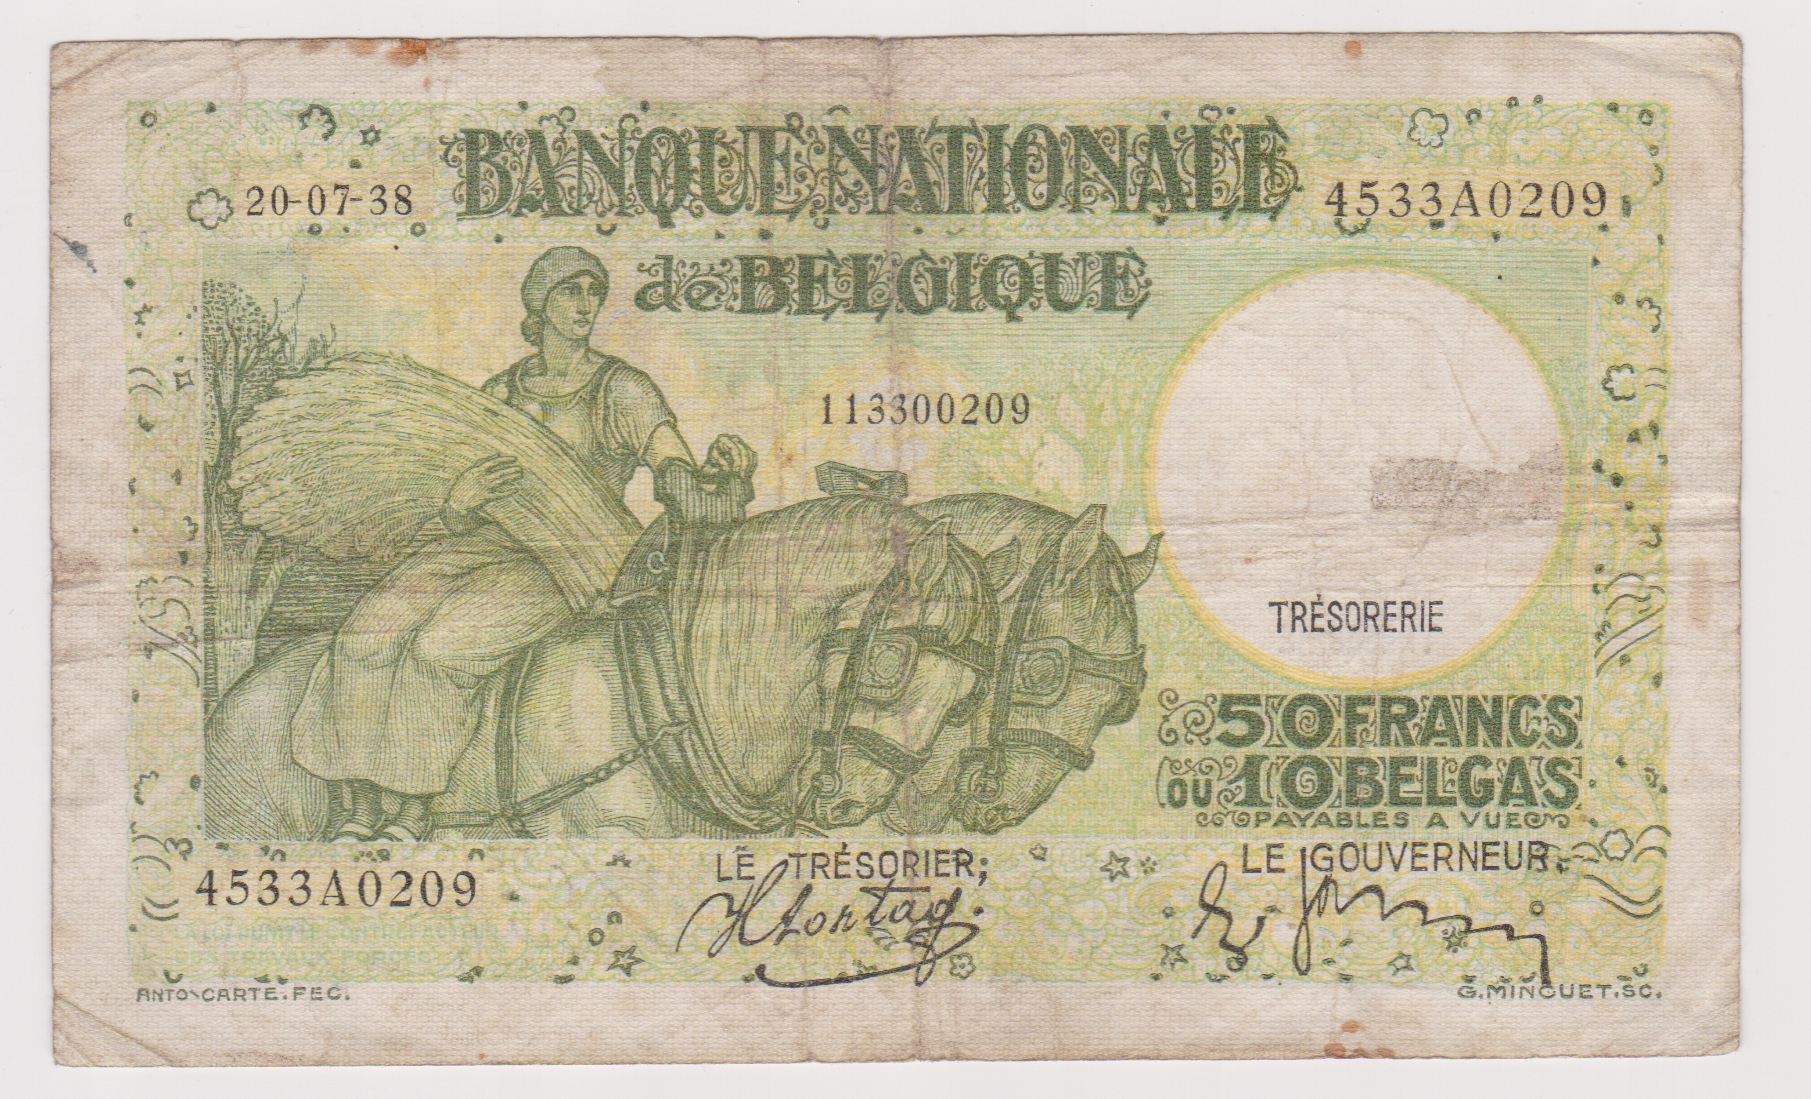 BANQUE NATIONALE
20-07-38
4533A0209
de BELGIQUE
113300209
TRÉSORERIE
50 FRANCS
OU 10 BELGAS
PAYABLES A VUE
LE TRÉSORIER,
LE GOUVERNEUR,
4533A0209
ANTO-CARTE.FEC.
G.MINGUET.SC.